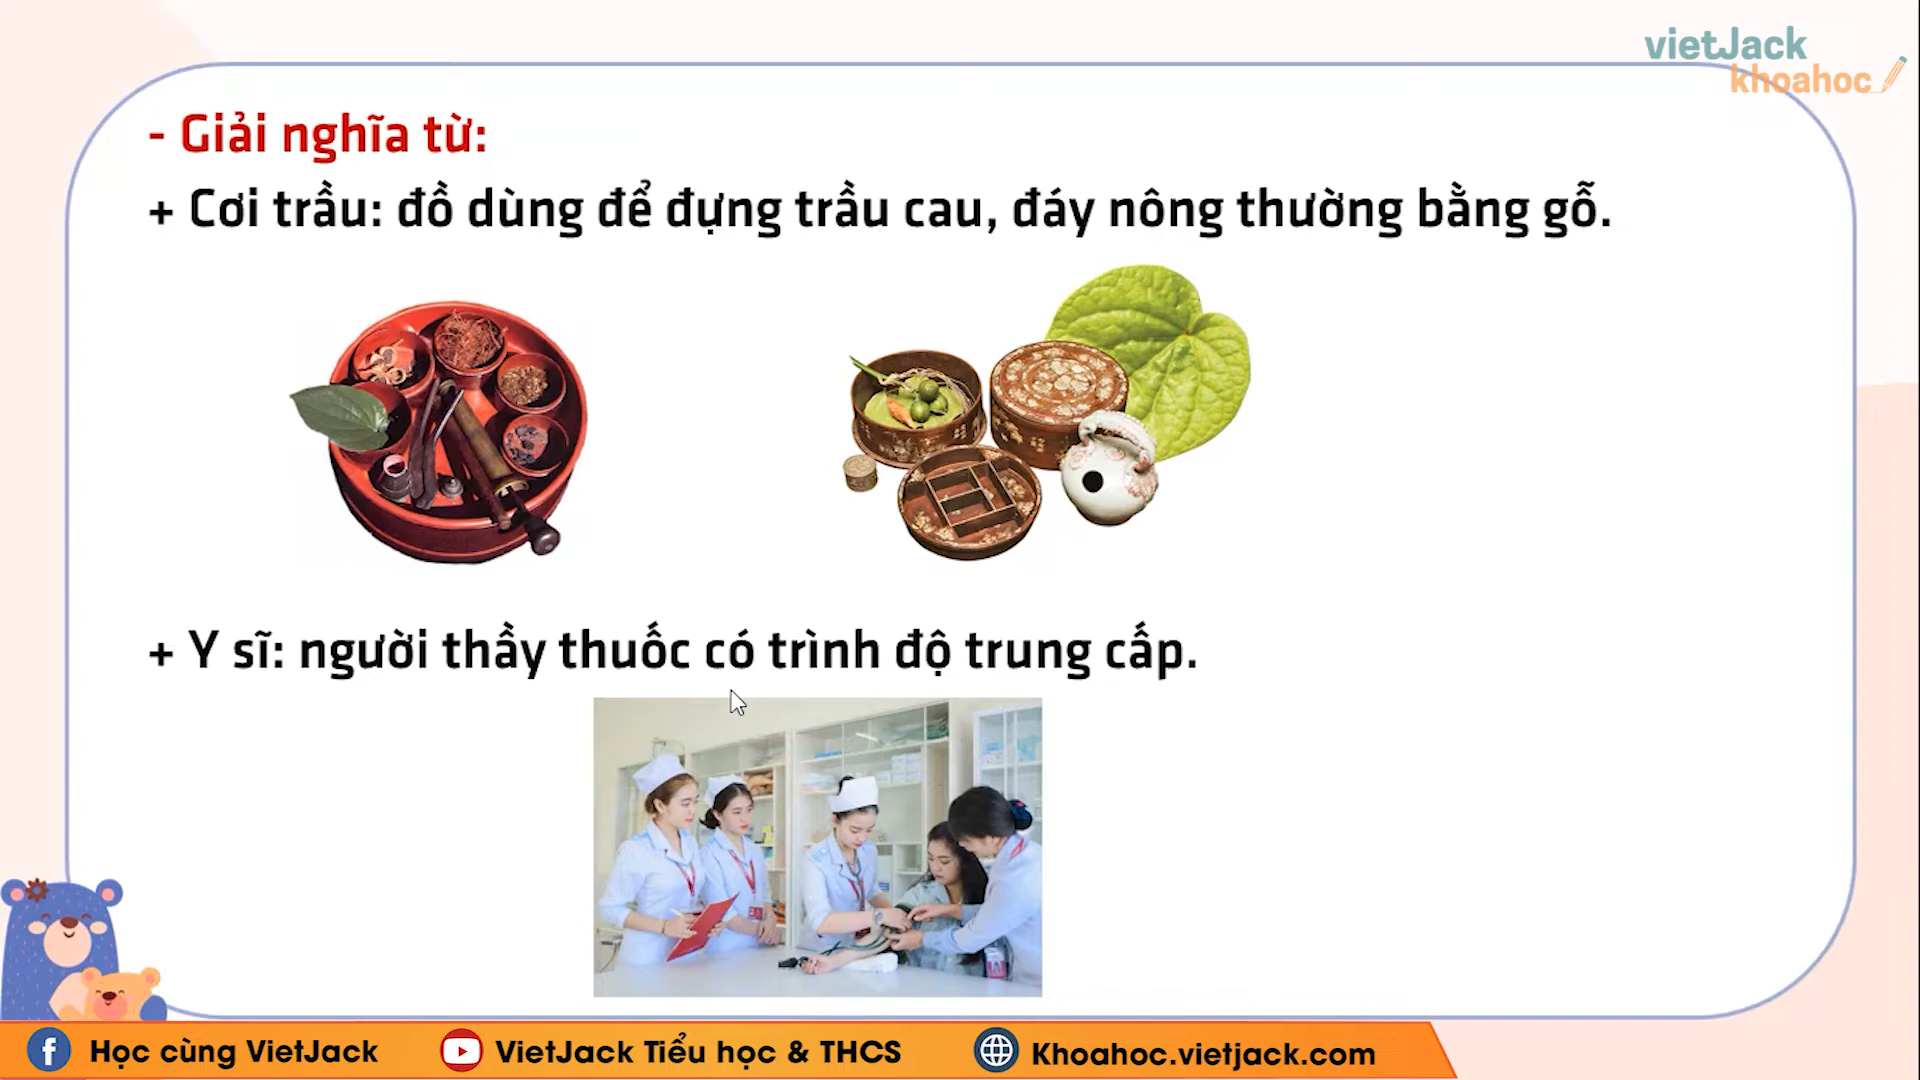 vietJack
khoahoc
- Giải nghĩa từ:
+ Cơi trầu: đồ dùng để đựng trầu cau, đáy nông thường bằng gỗ.
+ Y sĩ: người thầy thuốc có trình độ trung cấp.
Học cùng VietJack
VietJack Tiểu học & THCS
Khoahoc.vietjack.com